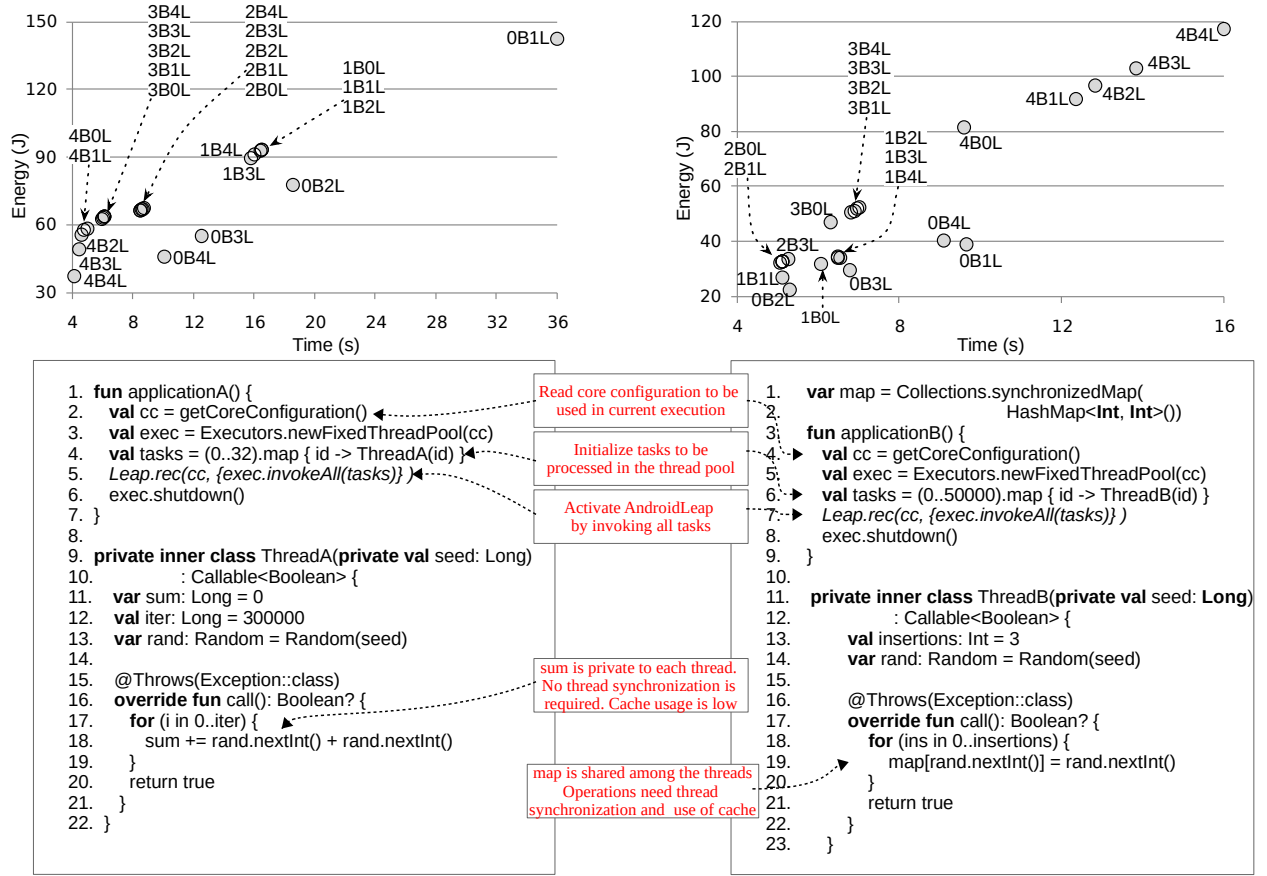 150
120
90
60
30
Energy (J)
4
8
12
16
20
24
28
32
36
Time (s)
3B4L
3B3L
3B2L
3B1L
3B0L
2B4L
2B3L
2B2L
2B1L
2B0L
1B0L
1B1L
1B2L
0B1L
4B0L
4B1L
1B4L
1B3L
0B2L
0B3L
0B4L
4B2L
4B3L
4B4L
120
100
80
60
40
20
Energy (J)
4
8
12
16
Time (s)
3B4L
3B3L
3B2L
3B1L
4B4L
4B3L
4B2L
4B1L
4B0L
1B2L
1B3L
1B4L
2B0L
2B1L
3B0L
0B4L
0B1L
2B3L
1B1L
0B3L
0B2L
1B0L
1. fun applicationA() {
2. val cc = getCoreConfiguration()
3. val exec = Executors.newFixedThreadPool(cc)
4. val tasks = (0..32).map { id -> ThreadA(id) }
5. Leap.rec(cc, {exec.invokeAll(tasks)} )
6. exec.shutdown()
7. }
8.
9. private inner class ThreadA(private val seed: Long)
10. : Callable<Boolean> {
11. var sum: Long = 0
12. val iter: Long = 300000
13. var rand: Random = Random(seed)
14.
15. @Throws(Exception::class)
16. override fun call(): Boolean? {
17. for (i in 0..iter) {
18. sum += rand.nextInt() + rand.nextInt()
19. }
20. return true
21. }
22. }
Read core configuration to be
used in current execution
Initialize tasks to be
processed in the thread pool
Activate AndroidLeap
by invoking all tasks
sum is private to each thread.
No thread synchronization is
required. Cache usage is low
map is shared among the threads
Operations need thread
synchronization and use of cache
1. var map = Collections.synchronizedMap(
2. HashMap<Int, Int>())
3. fun applicationB() {
4. val cc = getCoreConfiguration()
5. val exec = Executors.newFixedThreadPool(cc)
6. val tasks = (0..50000).map { id -> ThreadB(id) }
7. Leap.rec(cc, {exec.invokeAll(tasks)} )
8. exec.shutdown()
9. }
10.
11. private inner class ThreadB(private val seed: Long)
12. : Callable<Boolean> {
13. val insertions: Int = 3
14. var rand: Random = Random(seed)
15.
16. @Throws(Exception::class)
17. override fun call(): Boolean? {
18. for (ins in 0..insertions) {
19. map[rand.nextInt()] = rand.nextInt()
20. }
21. return true
22. }
23. }